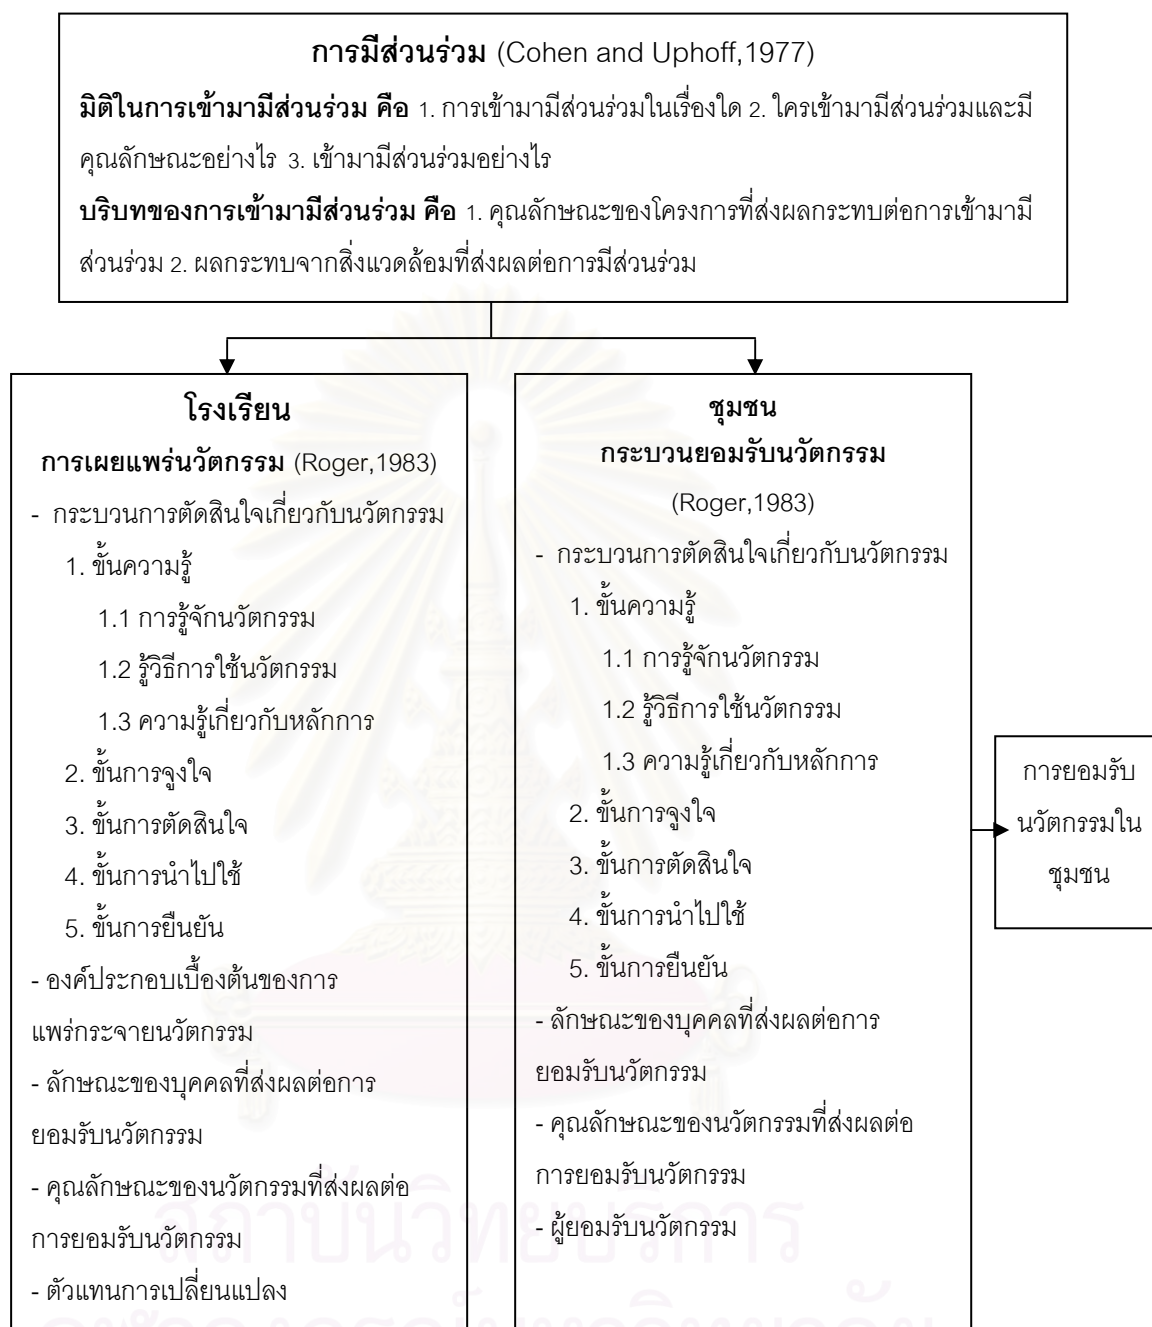 การมีส่วนร่วม (Cohen and Uphoff,1977)
มิติในการเข้ามามีส่วนร่วม คือ 1. การเข้ามามีส่วนร่วมในเรื่องใด 2. ใครเข้ามามีส่วนร่วมและมี
คุณลักษณะอย่างไร 3. เข้ามามีส่วนร่วมอย่างไร
บริบทของการเข้ามามีส่วนร่วม คือ 1. คุณลักษณะของโครงการที่ส่งผลกระทบต่อการเข้ามามี
ส่วนร่วม 2. ผลกระทบจากสิ่งแวดล้อมที่ส่งผลต่อการมีส่วนร่วม
โรงเรียน
การเผยแพร่นวัตกรรม (Roger,1983)
- กระบวนการตัดสินใจเกี่ยวกับนวัตกรรม
1. ขั้นความรู้
1.1 การรู้จักนวัตกรรม
1.2 รู้วิธีการใช้นวัตกรรม
1.3 ความรู้เกี่ยวกับหลักการ
2. ขั้นการจูงใจ
3. ขั้นการตัดสินใจ
4. ขั้นการนำไปใช้
5. ขั้นการยืนยัน
- องค์ประกอบเบื้องต้นของการ
แพร่กระจายนวัตกรรม
- ลักษณะของบุคคลที่ส่งผลต่อการ
ยอมรับนวัตกรรม
- คุณลักษณะของนวัตกรรมที่ส่งผลต่อ
การยอมรับนวัตกรรม
- ตัวแทนการเปลี่ยนแปลง
ชุมชน
กระบวนยอมรับนวัตกรรม
(Roger,1983)
- กระบวนการตัดสินใจเกี่ยวกับนวัตกรรม
1. ขั้นความรู้
1.1 การรู้จักนวัตกรรม
1.2 รู้วิธีการใช้นวัตกรรม
1.3 ความรู้เกี่ยวกับหลักการ
2. ขั้นการจูงใจ
3. ขั้นการตัดสินใจ
4. ขั้นการนำไปใช้
5. ขั้นการยืนยัน
- ลักษณะของบุคคลที่ส่งผลต่อการ
ยอมรับนวัตกรรม
- คุณลักษณะของนวัตกรรมที่ส่งผลต่อ
การยอมรับนวัตกรรม
- ผู้ยอมรับนวัตกรรม
การยอมรับ
นวัตกรรมใน
ชุมชน
สถาบันวิทยบริการ
จุฬาลงกรณ์มหาวิทยาลัย